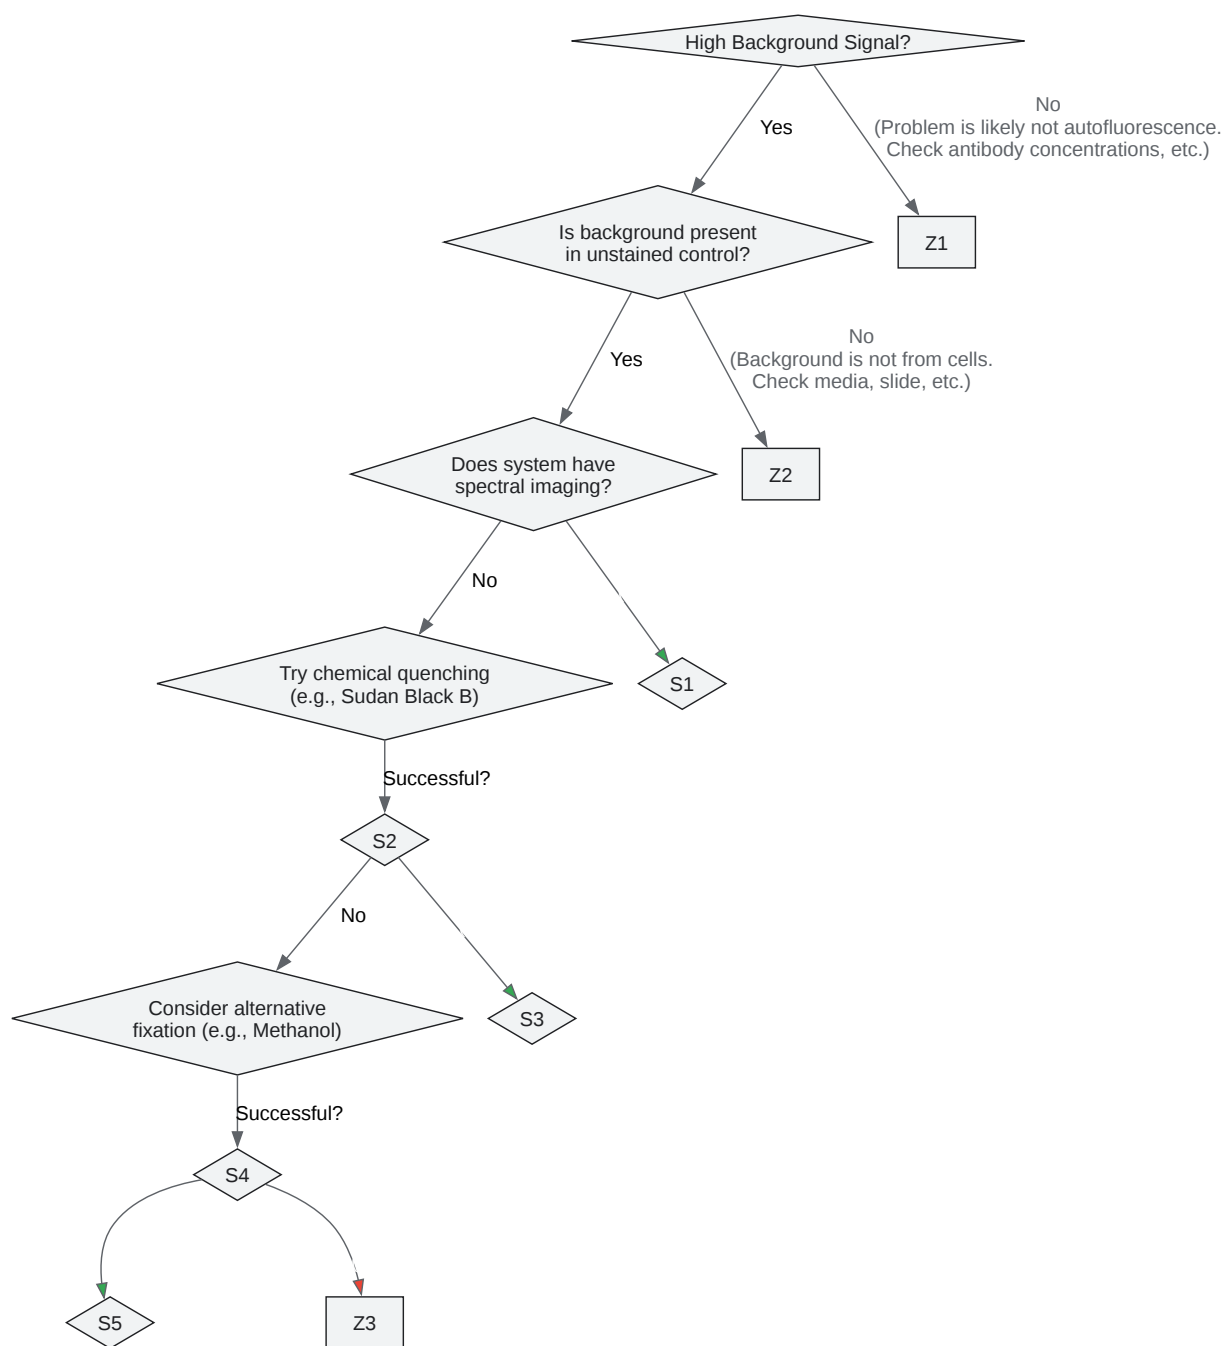 High Background Signal?
Yes
No
(Problem is likely not autofluorescence.
Check antibody concentrations, etc.)
Is background present
in unstained control?
Z1
Yes
No
(Background is not from cells.
Check media, slide, etc.)
Does system have
spectral imaging?
Z2
No
Try chemical quenching
(e.g., Sudan Black B)
S1
Successful?
S2
No
Consider alternative
fixation (e.g., Methanol)
S3
Successful?
S4
S5
Z3